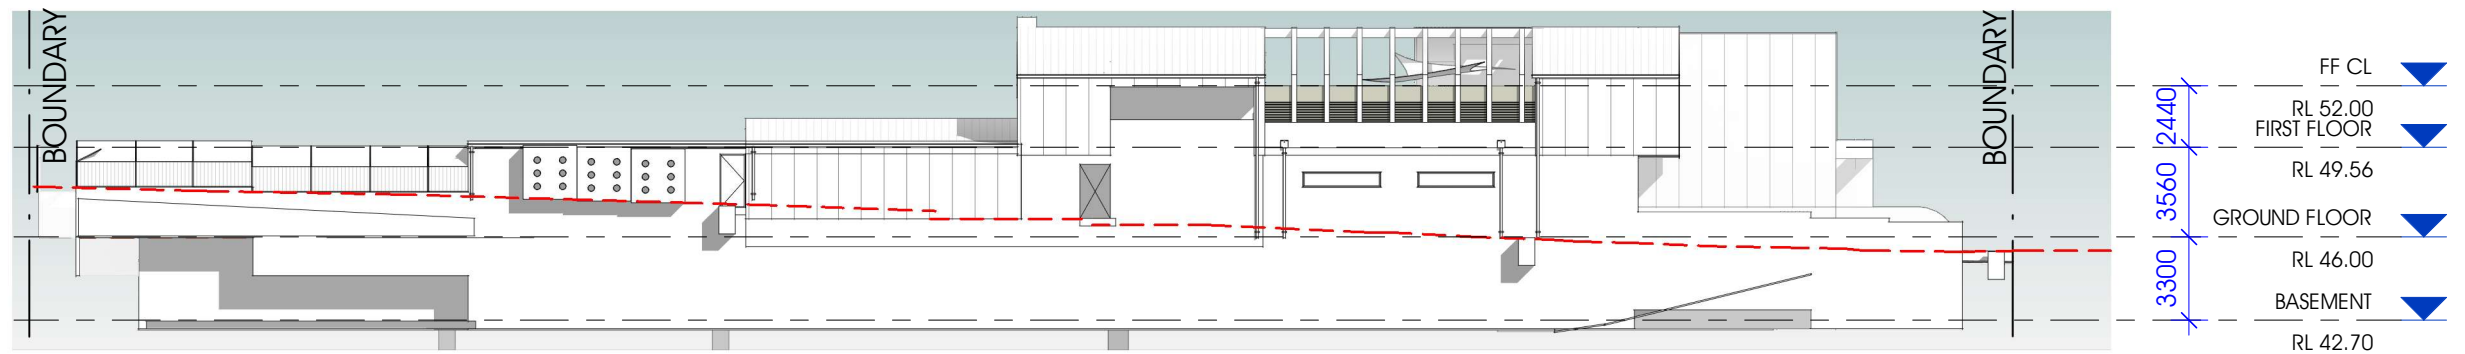 BOUNDARY
BOUNDARY
FF CL
RL 52.00
2440
FIRST FLOOR
RL 49.56
3560
GROUND FLOOR
RL 46.00
3300
BASEMENT
RL 42.70